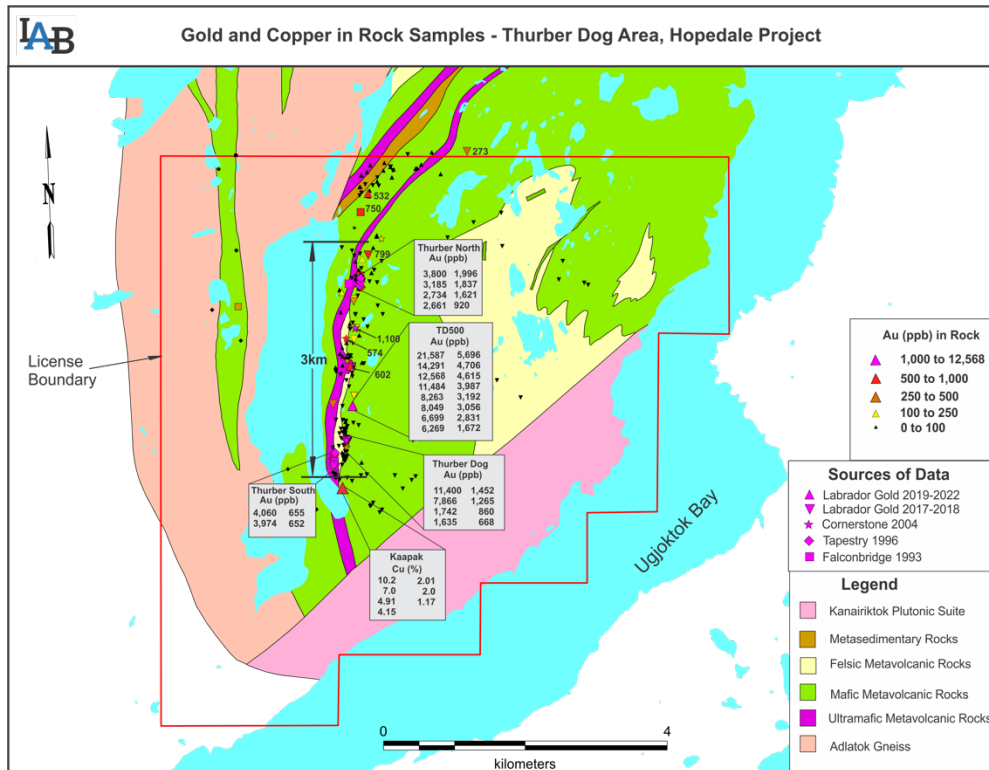 LAB
Gold and Copper in Rock Samples - Thurber Dog Area, Hopedale Project
N
273
532
750
799
Thurber North
Au (ppb)
3,800 1,996
3,185 1,837
2,734 1,621
2,661 920
1,100
574
602
3km
License
Boundary
TD500
Au (ppb)
21,587 5,696
14,291 4,706
12,568 4,615
11,484 3,987
8,263 3,192
8,049 3,056
6,699 2,831
6,269 1,672
Thurber Dog
Au (ppb)
11,400 1,452
7,866 1,265
1,742 860
1,635 668
Thurber South
Au (ppb)
4,060 655
3,974 652
Kaapak
Cu (%)
10.2 2.01
7.0 2.0
4.91 1.17
4.15
Ugjoktok Bay
Au (ppb) in Rock
1,000 to 12,568
500 to 1,000
250 to 500
100 to 250
0 to 100
Sources of Data
Labrador Gold 2019-2022
Labrador Gold 2017-2018
Cornerstone 2004
Tapestry 1996
Falconbridge 1993
Legend
Kanairiktok Plutonic Suite
Metasedimentary Rocks
Felsic Metavolcanic Rocks
Mafic Metavolcanic Rocks
Ultramafic Metavolcanic Rocks
Adlatok Gneiss
0 4
kilometers